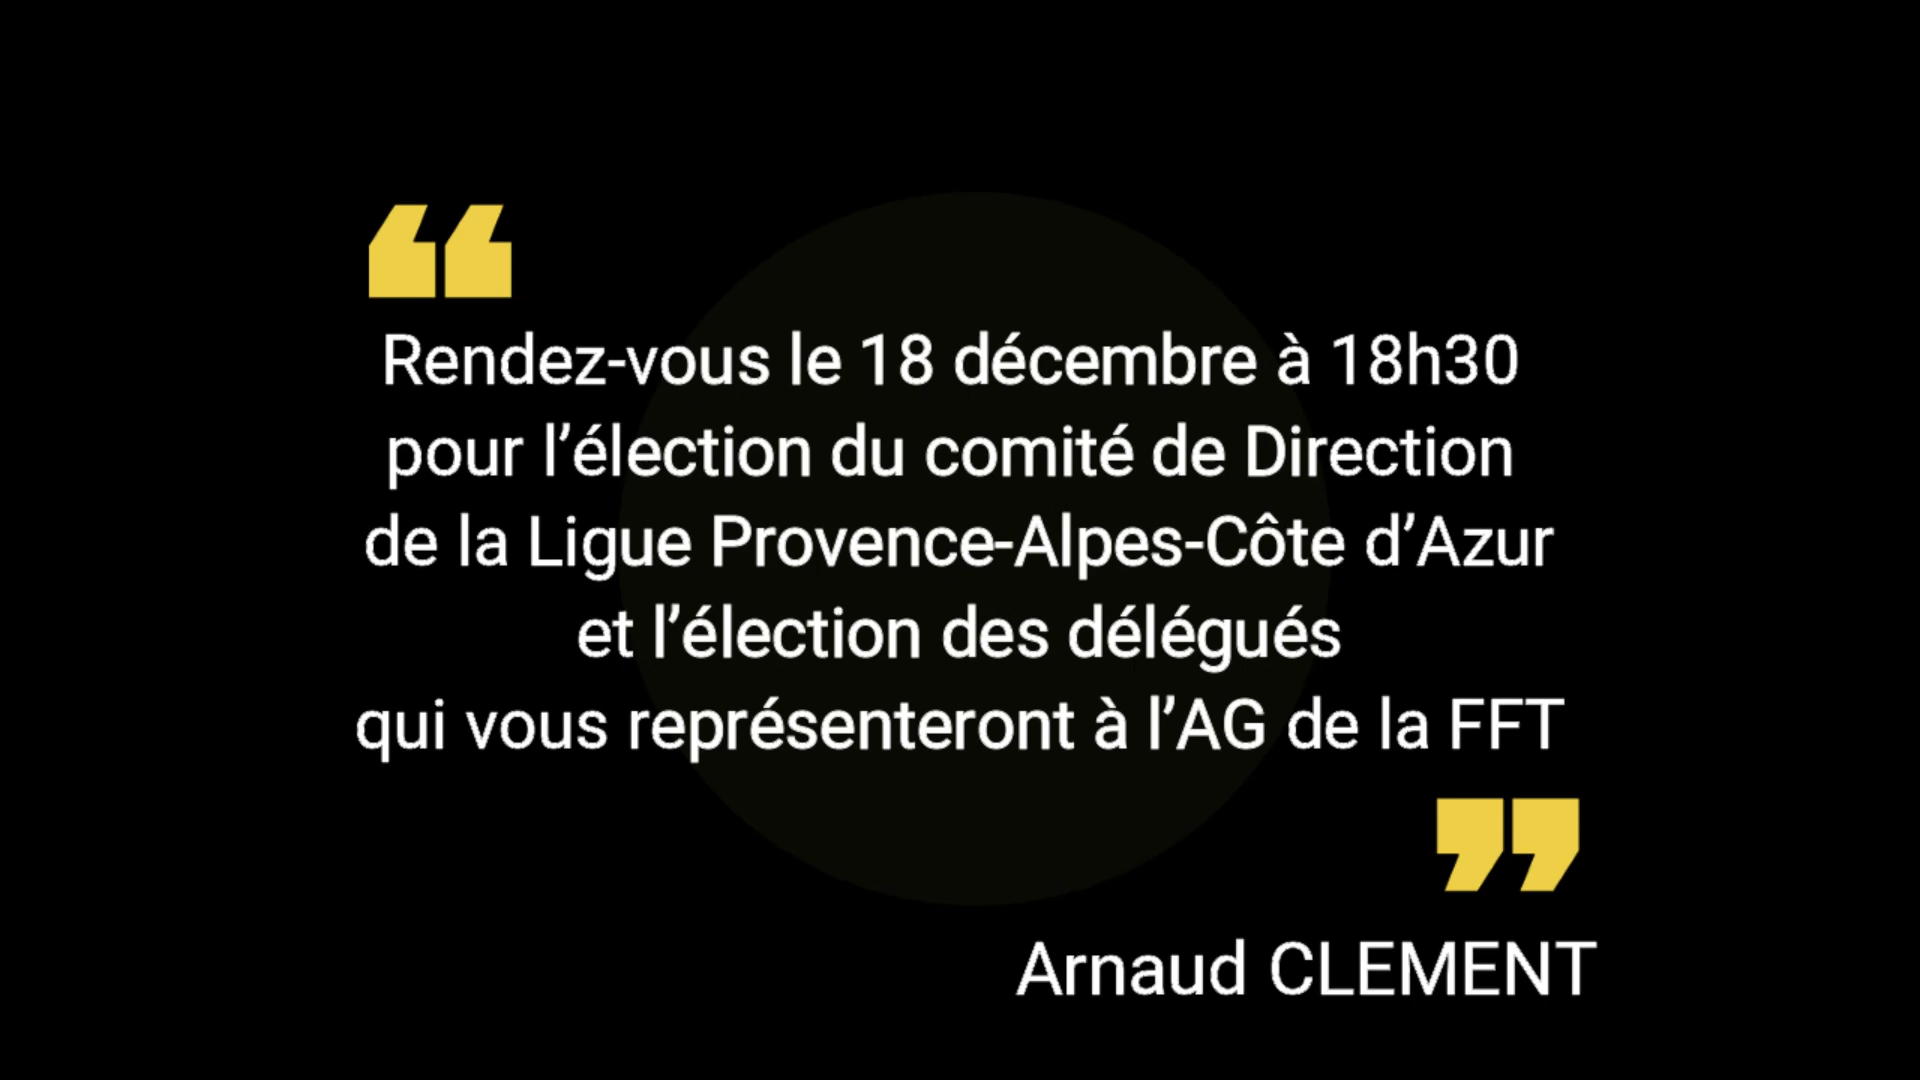 “
Rendez-vous le 18 décembre à 18h30
pour l’élection du comité de Direction
de la Ligue Provence-Alpes-Côte d’Azur
et l’élection des délégués
qui vous représenteront à l’AG de la FFT
”
Arnaud CLEMENT